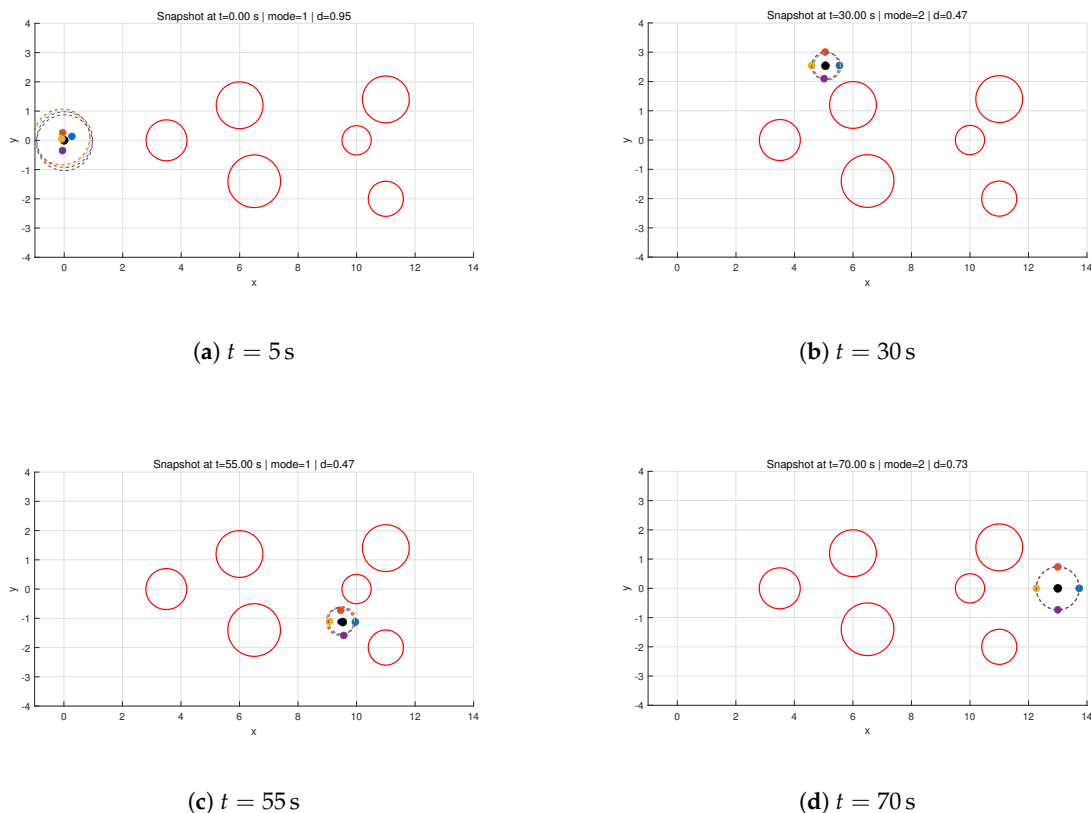 Snapshot at t=0.00 s | mode=1 | d=0.95
4
3
2
1
0
-1
-2
-3
-4
y
0 2 4 6 8 10 12 14
x
(a) t = 5 s
Snapshot at t=30.00 s | mode=2 | d=0.47
4
3
2
1
0
-1
-2
-3
-4
y
0 2 4 6 8 10 12 14
x
(b) t = 30 s
Snapshot at t=55.00 s | mode=1 | d=0.47
4
3
2
1
0
-1
-2
-3
-4
y
0 2 4 6 8 10 12 14
x
(c) t = 55 s
Snapshot at t=70.00 s | mode=2 | d=0.73
4
3
2
1
0
-1
-2
-3
-4
y
0 2 4 6 8 10 12 14
x
(d) t = 70 s